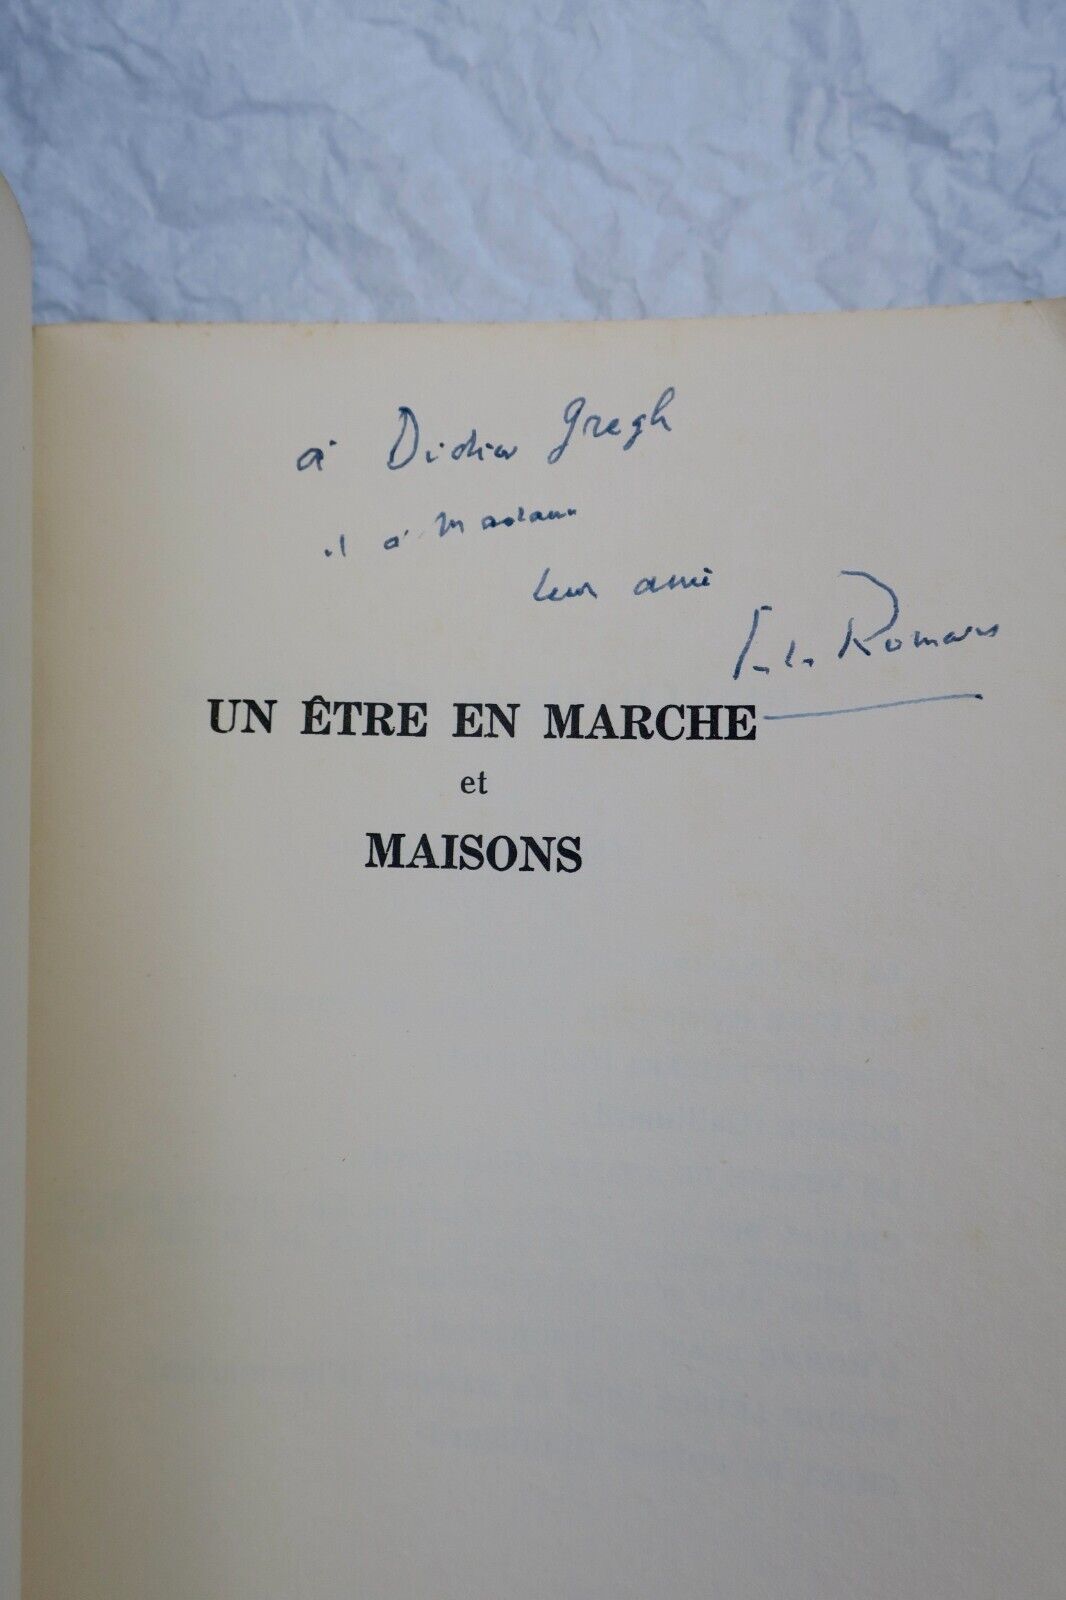 à Didier Gregh
et à Madame
leur ami
Jules Romains
UN ÊTRE EN MARCHE
et
MAISONS